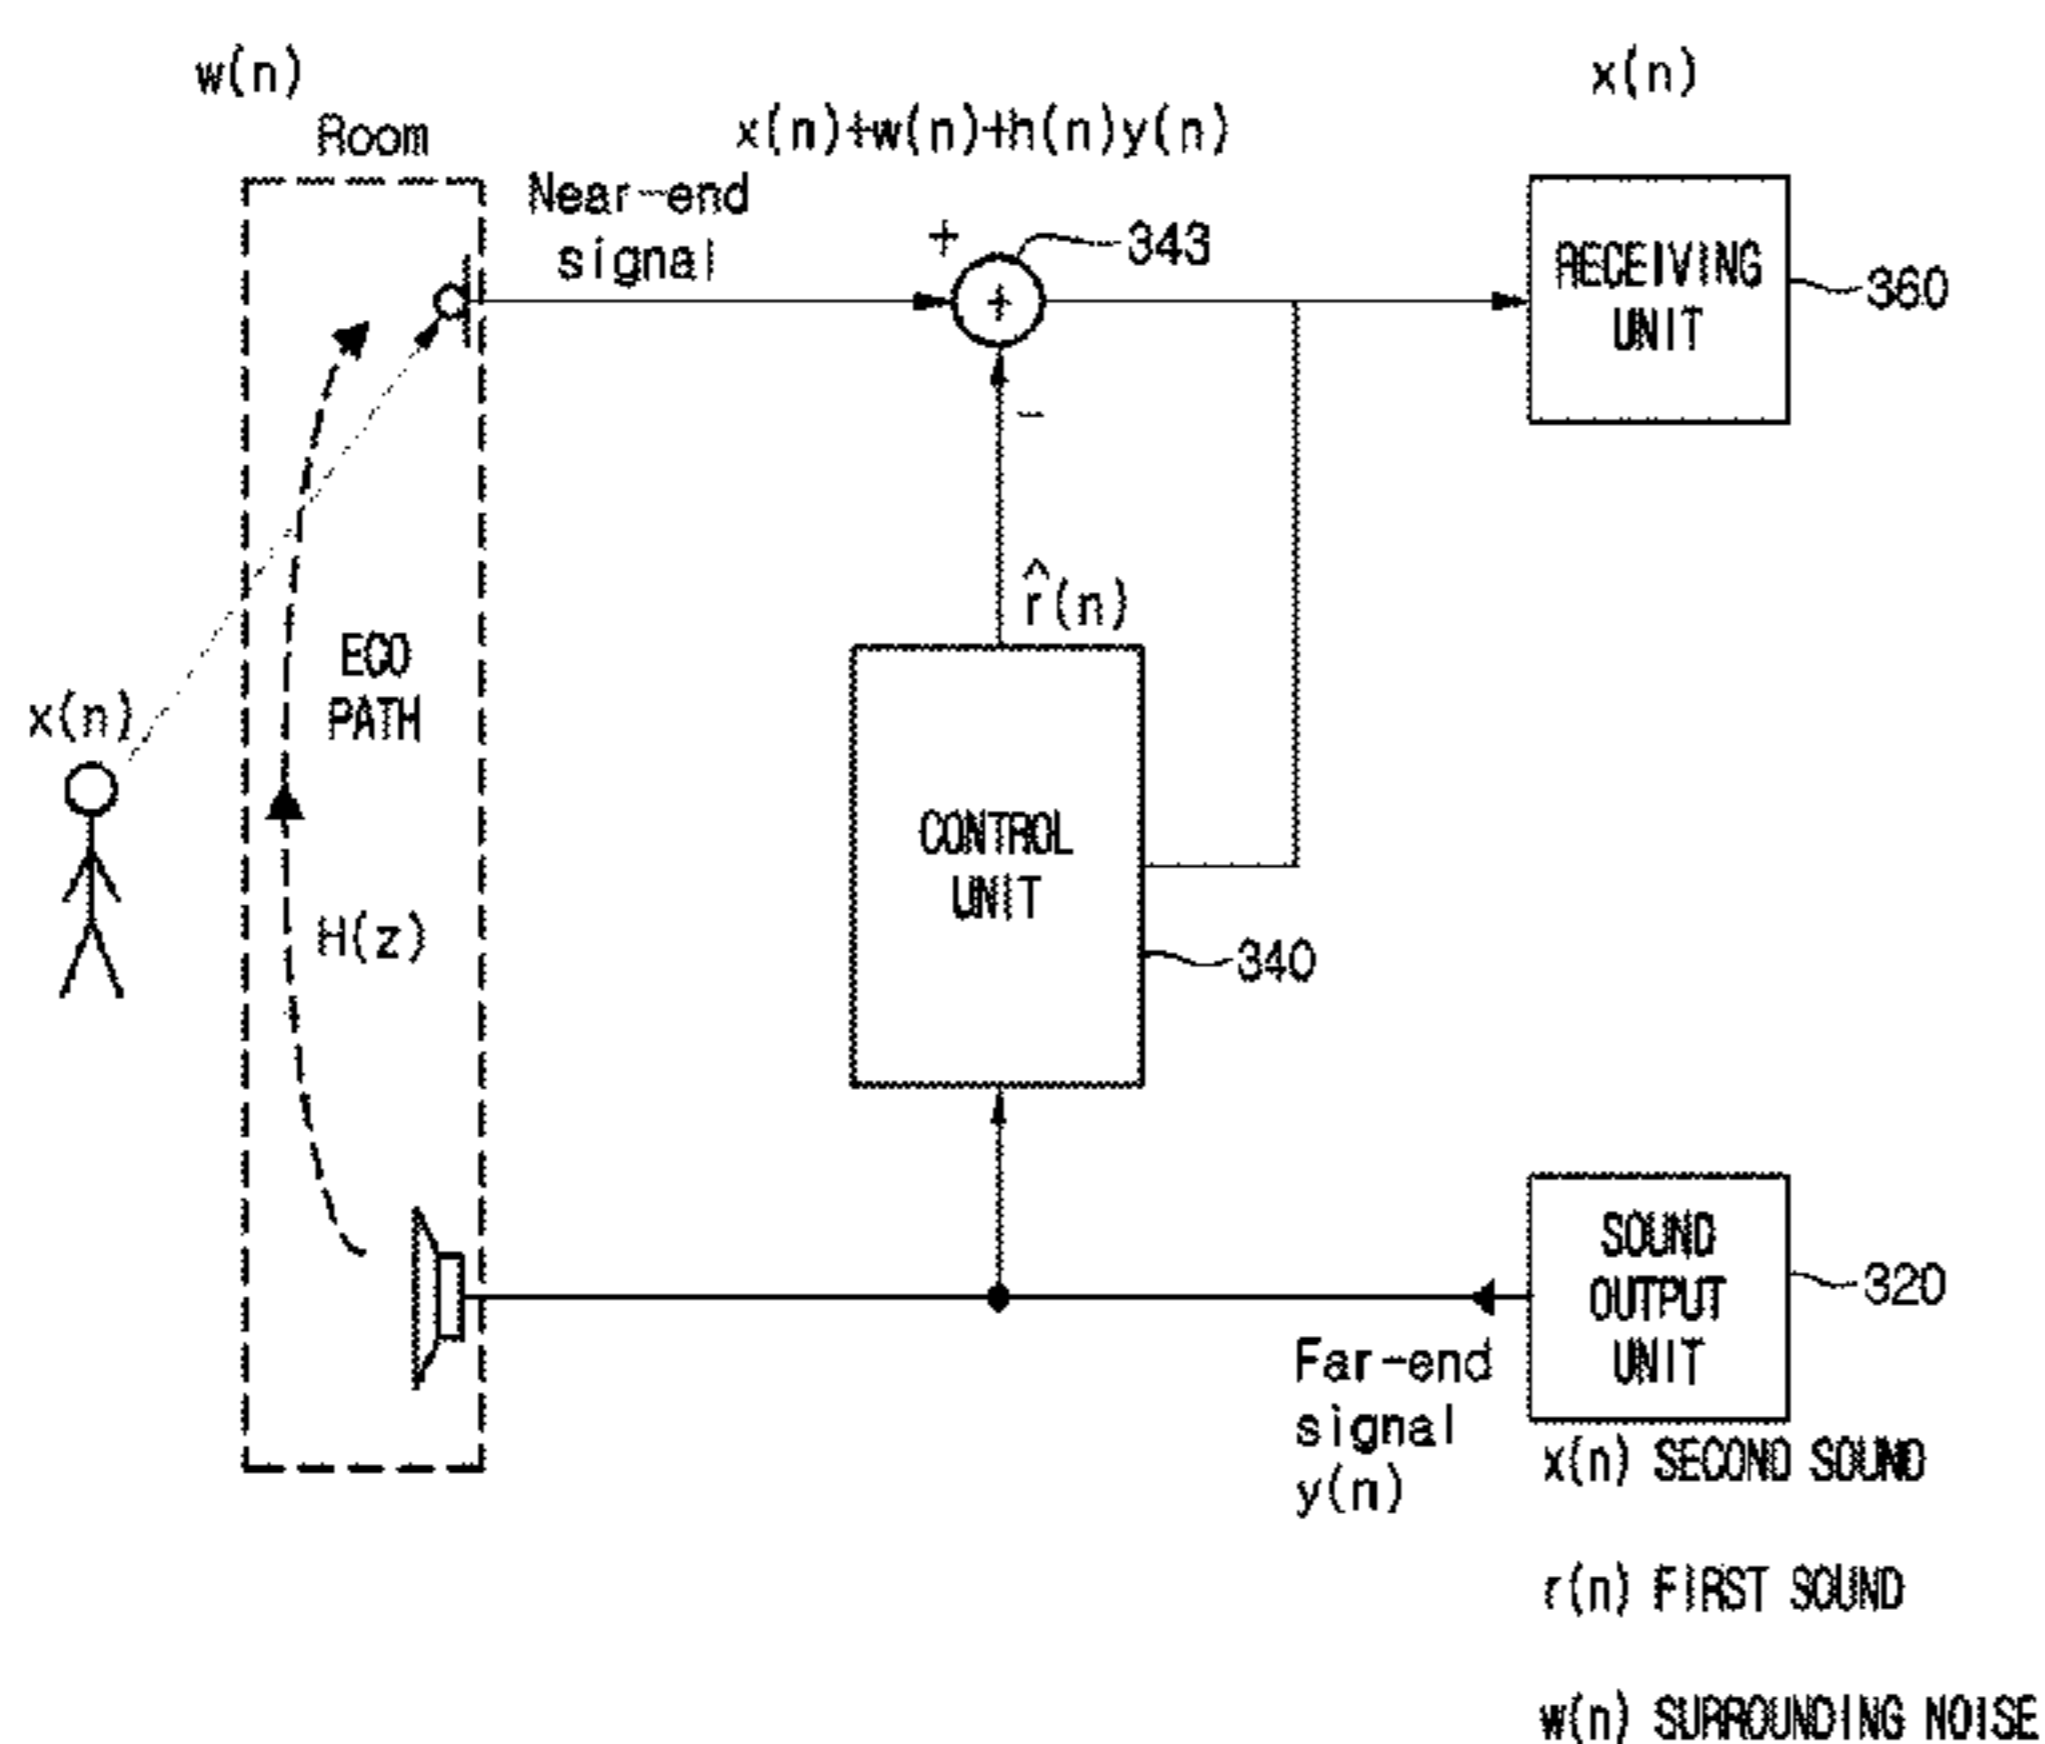 w(n)
Room
x(n)+w(n)+h(n)y(n)
x(n)
Near-end
signal
+
343
+
RECEIVING
UNIT
360
-
r̂(n)
ECO
PATH
x(n)
CONTROL
UNIT
H(z)
340
SOUND
OUTPUT
UNIT
320
Far-end
signal
y(n)
x(n) SECOND SOUND
r(n) FIRST SOUND
w(n) SURROUNDING NOISE